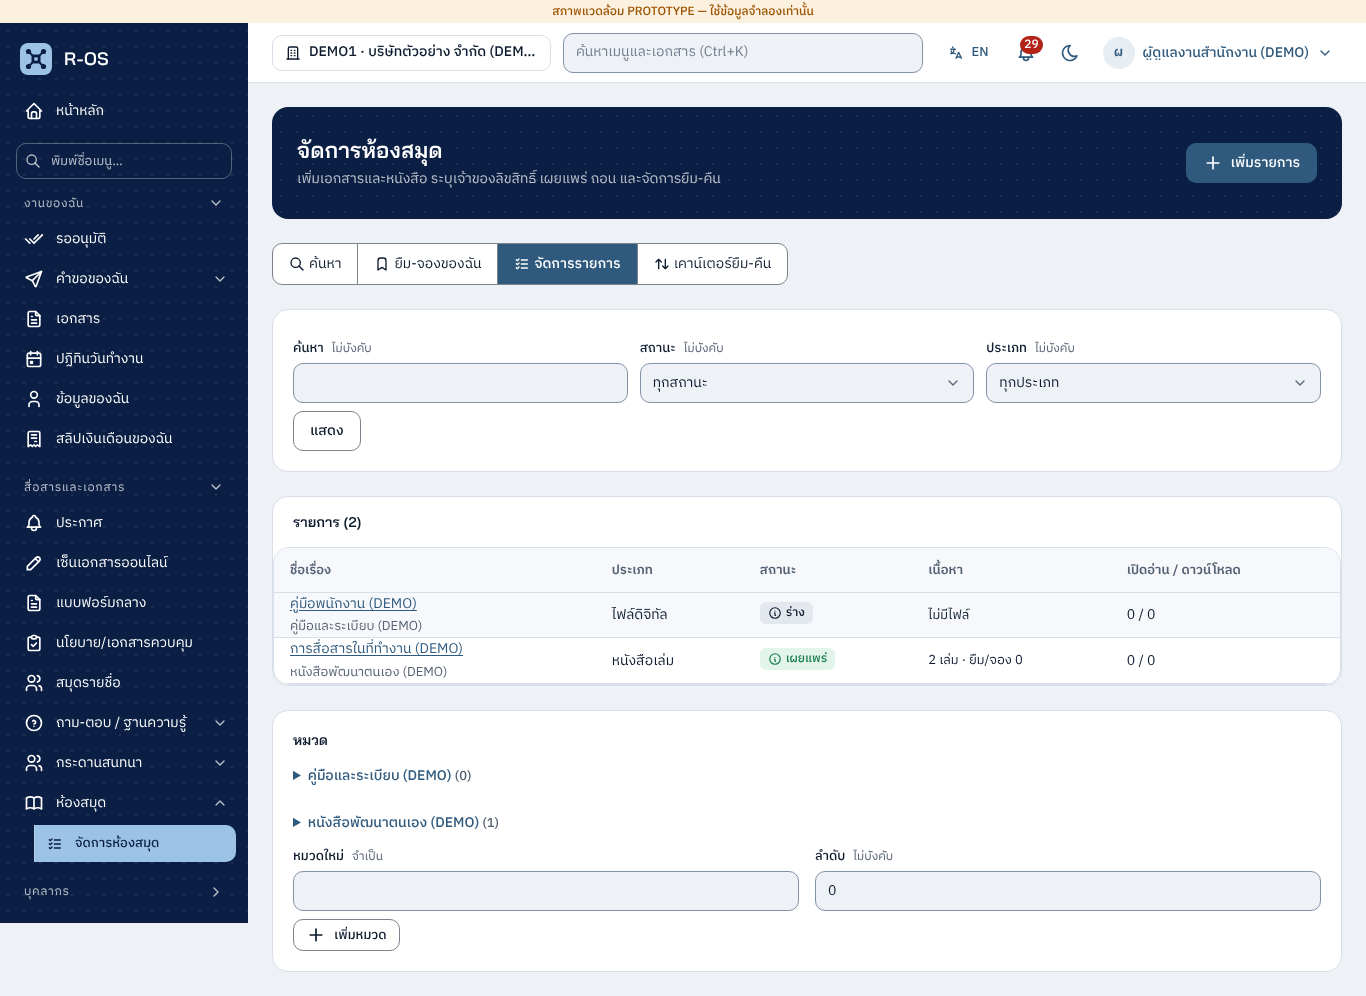 สภาพแวดล้อม PROTOTYPE — ใช้ข้อมูลจำลองเท่านั้น
R-OS
หน้าหลัก
พิมพ์ชื่อเมนู...
งานของฉัน
รออนุมัติ
คำขอของฉัน
เอกสาร
ปฏิทินวันทำงาน
ข้อมูลของฉัน
สลิปเงินเดือนของฉัน
สื่อสารและเอกสาร
ประกาศ
เซ็นเอกสารออนไลน์
แบบฟอร์มกลาง
นโยบาย/เอกสารควบคุม
สมุดรายชื่อ
ถาม-ตอบ / ฐานความรู้
กระดานสนทนา
ห้องสมุด
จัดการห้องสมุด
บุคลากร
DEMO1 · บริษัทตัวอย่าง จำกัด (DEM...
ค้นหาเมนูและเอกสาร (Ctrl+K)
EN
29
ผ
ผู้ดูแลงานสำนักงาน (DEMO)
จัดการห้องสมุด
เพิ่มเอกสารและหนังสือ ระบุเจ้าของลิขสิทธิ์ เผยแพร่ ถอน และจัดการยืม-คืน
เพิ่มรายการ
ค้นหา
ยืม-จองของฉัน
จัดการรายการ
เคาน์เตอร์ยืม-คืน
ค้นหา ไม่บังคับ
สถานะ ไม่บังคับ
ประเภท ไม่บังคับ
ทุกสถานะ
ทุกประเภท
แสดง
รายการ (2)
ชื่อเรื่อง ประเภท สถานะ เนื้อหา เปิดอ่าน / ดาวน์โหลด
คู่มือพนักงาน (DEMO)
คู่มือและระเบียบ (DEMO)
ไฟล์ดิจิทัล ร่าง ไม่มีไฟล์ 0 / 0
การสื่อสารในที่ทำงาน (DEMO)
หนังสือพัฒนาตนเอง (DEMO)
หนังสือเล่ม เผยแพร่ 2 เล่ม · ยืม/จอง 0 0 / 0
หมวด
คู่มือและระเบียบ (DEMO) (0)
หนังสือพัฒนาตนเอง (DEMO) (1)
หมวดใหม่ จำเป็น
ลำดับ ไม่บังคับ
0
เพิ่มหมวด